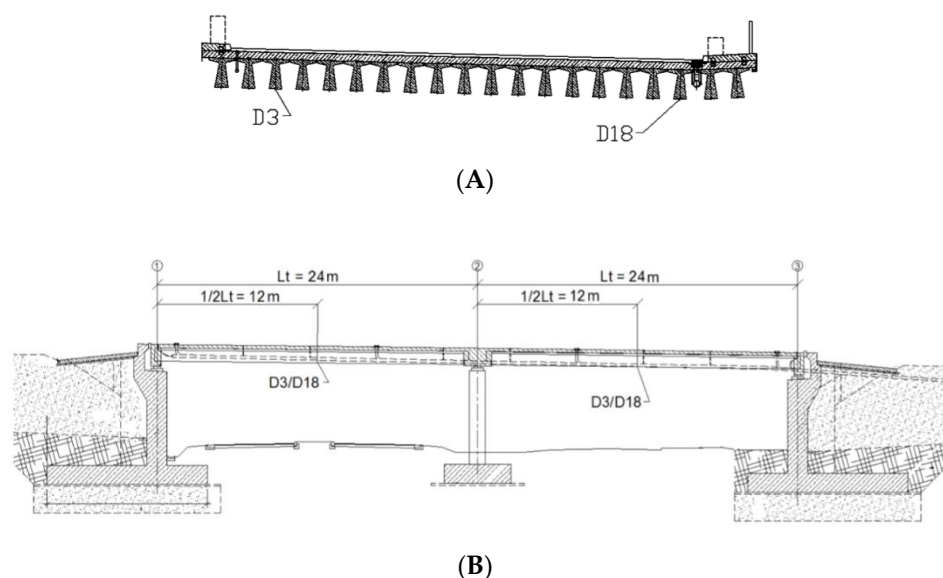 D3
D18
(A)
1 2 3
Lt = 24m Lt = 24m
1/2Lt = 12m 1/2Lt = 12m
D3/D18 D3/D18
(B)